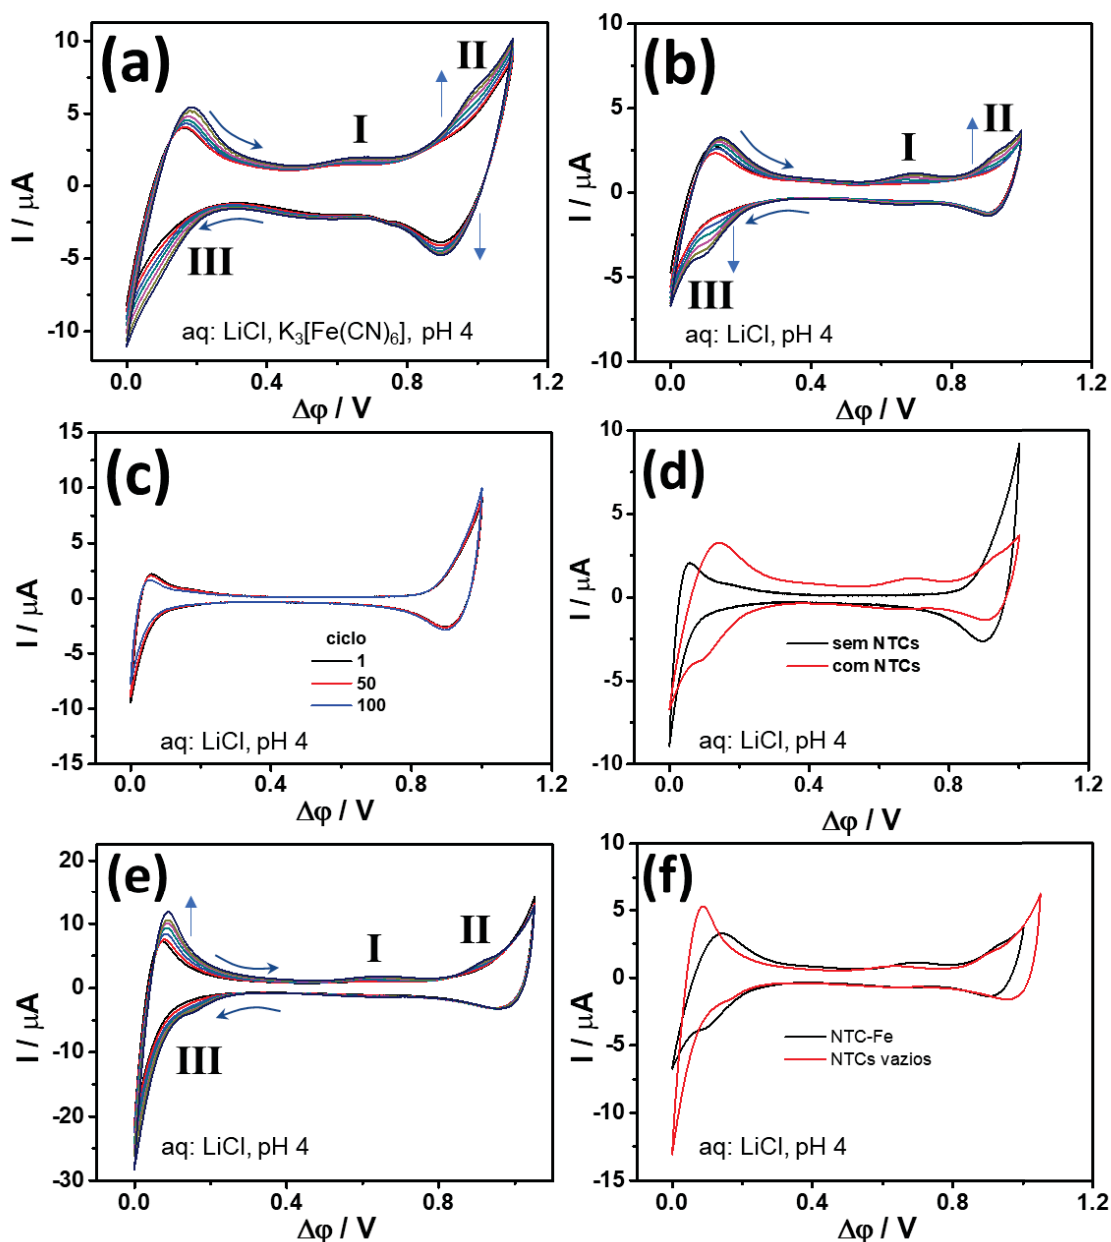 (a)
10
5
0
-5
-10
I / μA
I
II
III
aq: LiCl, K3[Fe(CN)6], pH 4
0.0 0.4 0.8 1.2
Δφ / V
(b)
10
5
0
-5
-10
I / μA
I
II
III
aq: LiCl, pH 4
0.0 0.4 0.8 1.2
Δφ / V
(c)
15
10
5
0
-5
-10
-15
I / μA
ciclo
1
50
100
aq: LiCl, pH 4
0.0 0.4 0.8 1.2
Δφ / V
(d)
10
5
0
-5
-10
I / μA
sem NTCs
com NTCs
aq: LiCl, pH 4
0.0 0.4 0.8 1.2
Δφ / V
(e)
20
10
0
-10
-20
-30
I / μA
I
II
III
aq: LiCl, pH 4
0.0 0.4 0.8
Δφ / V
(f)
10
5
0
-5
-10
-15
I / μA
NTC-Fe
NTCs vazios
aq: LiCl, pH 4
0.0 0.4 0.8 1.2
Δφ / V